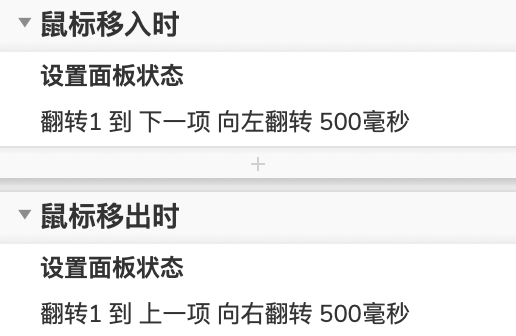 鼠标移入时
设置面板状态
翻转1 到 下一项 向左翻转 500毫秒
鼠标移出时
设置面板状态
翻转1 到 上一项 向右翻转 500毫秒